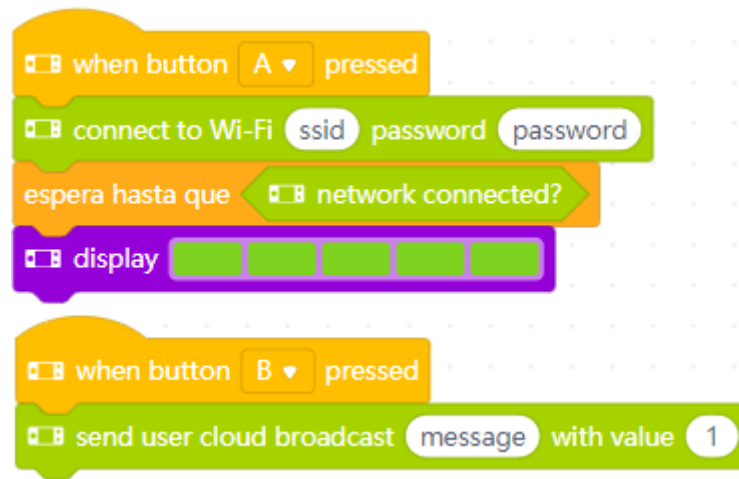 when button A pressed
connect to Wi-Fi ssid password password
espera hasta que network connected?
display
when button B pressed
send user cloud broadcast message with value 1